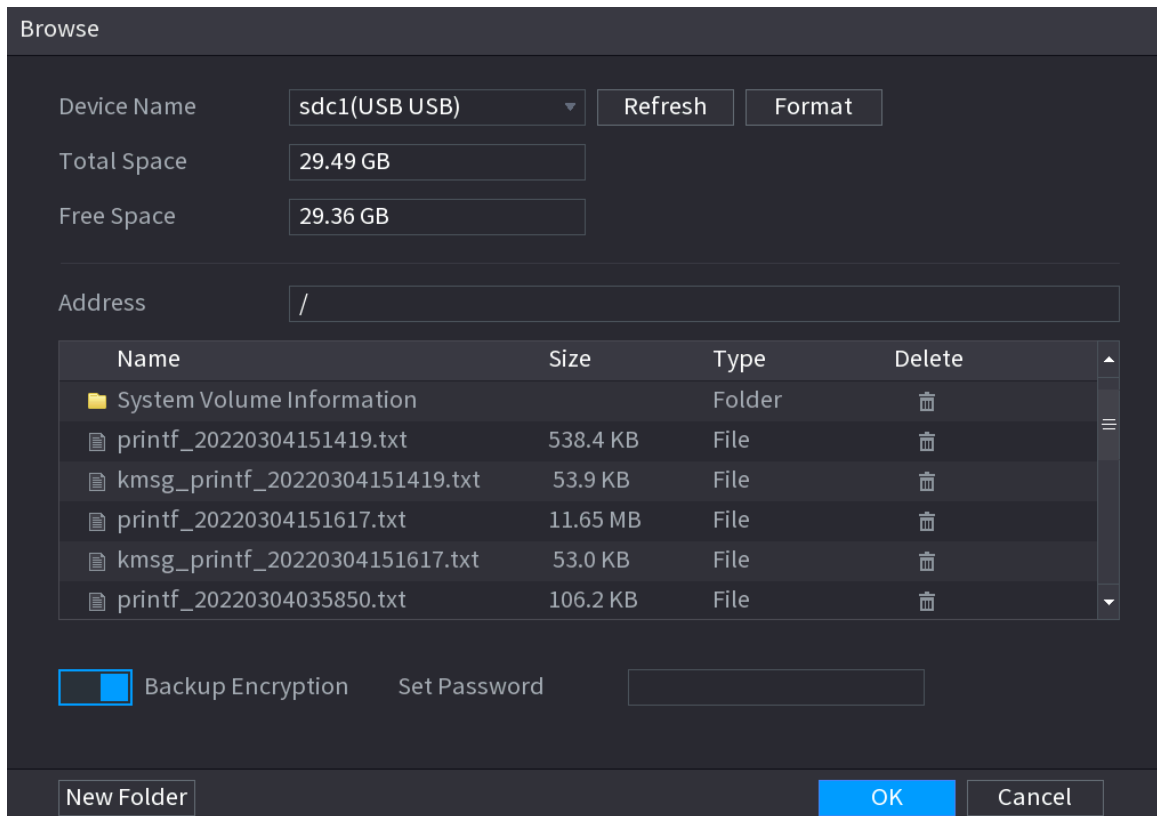 Browse
Device Name sdc1(USB USB) Refresh Format
Total Space 29.49 GB
Free Space 29.36 GB
Address /
Name Size Type Delete
System Volume Information Folder
printf_20220304151419.txt 538.4 KB File
kmsg_printf_20220304151419.txt 53.9 KB File
printf_20220304151617.txt 11.65 MB File
kmsg_printf_20220304151617.txt 53.0 KB File
printf_20220304035850.txt 106.2 KB File
Backup Encryption Set Password
New Folder OK Cancel